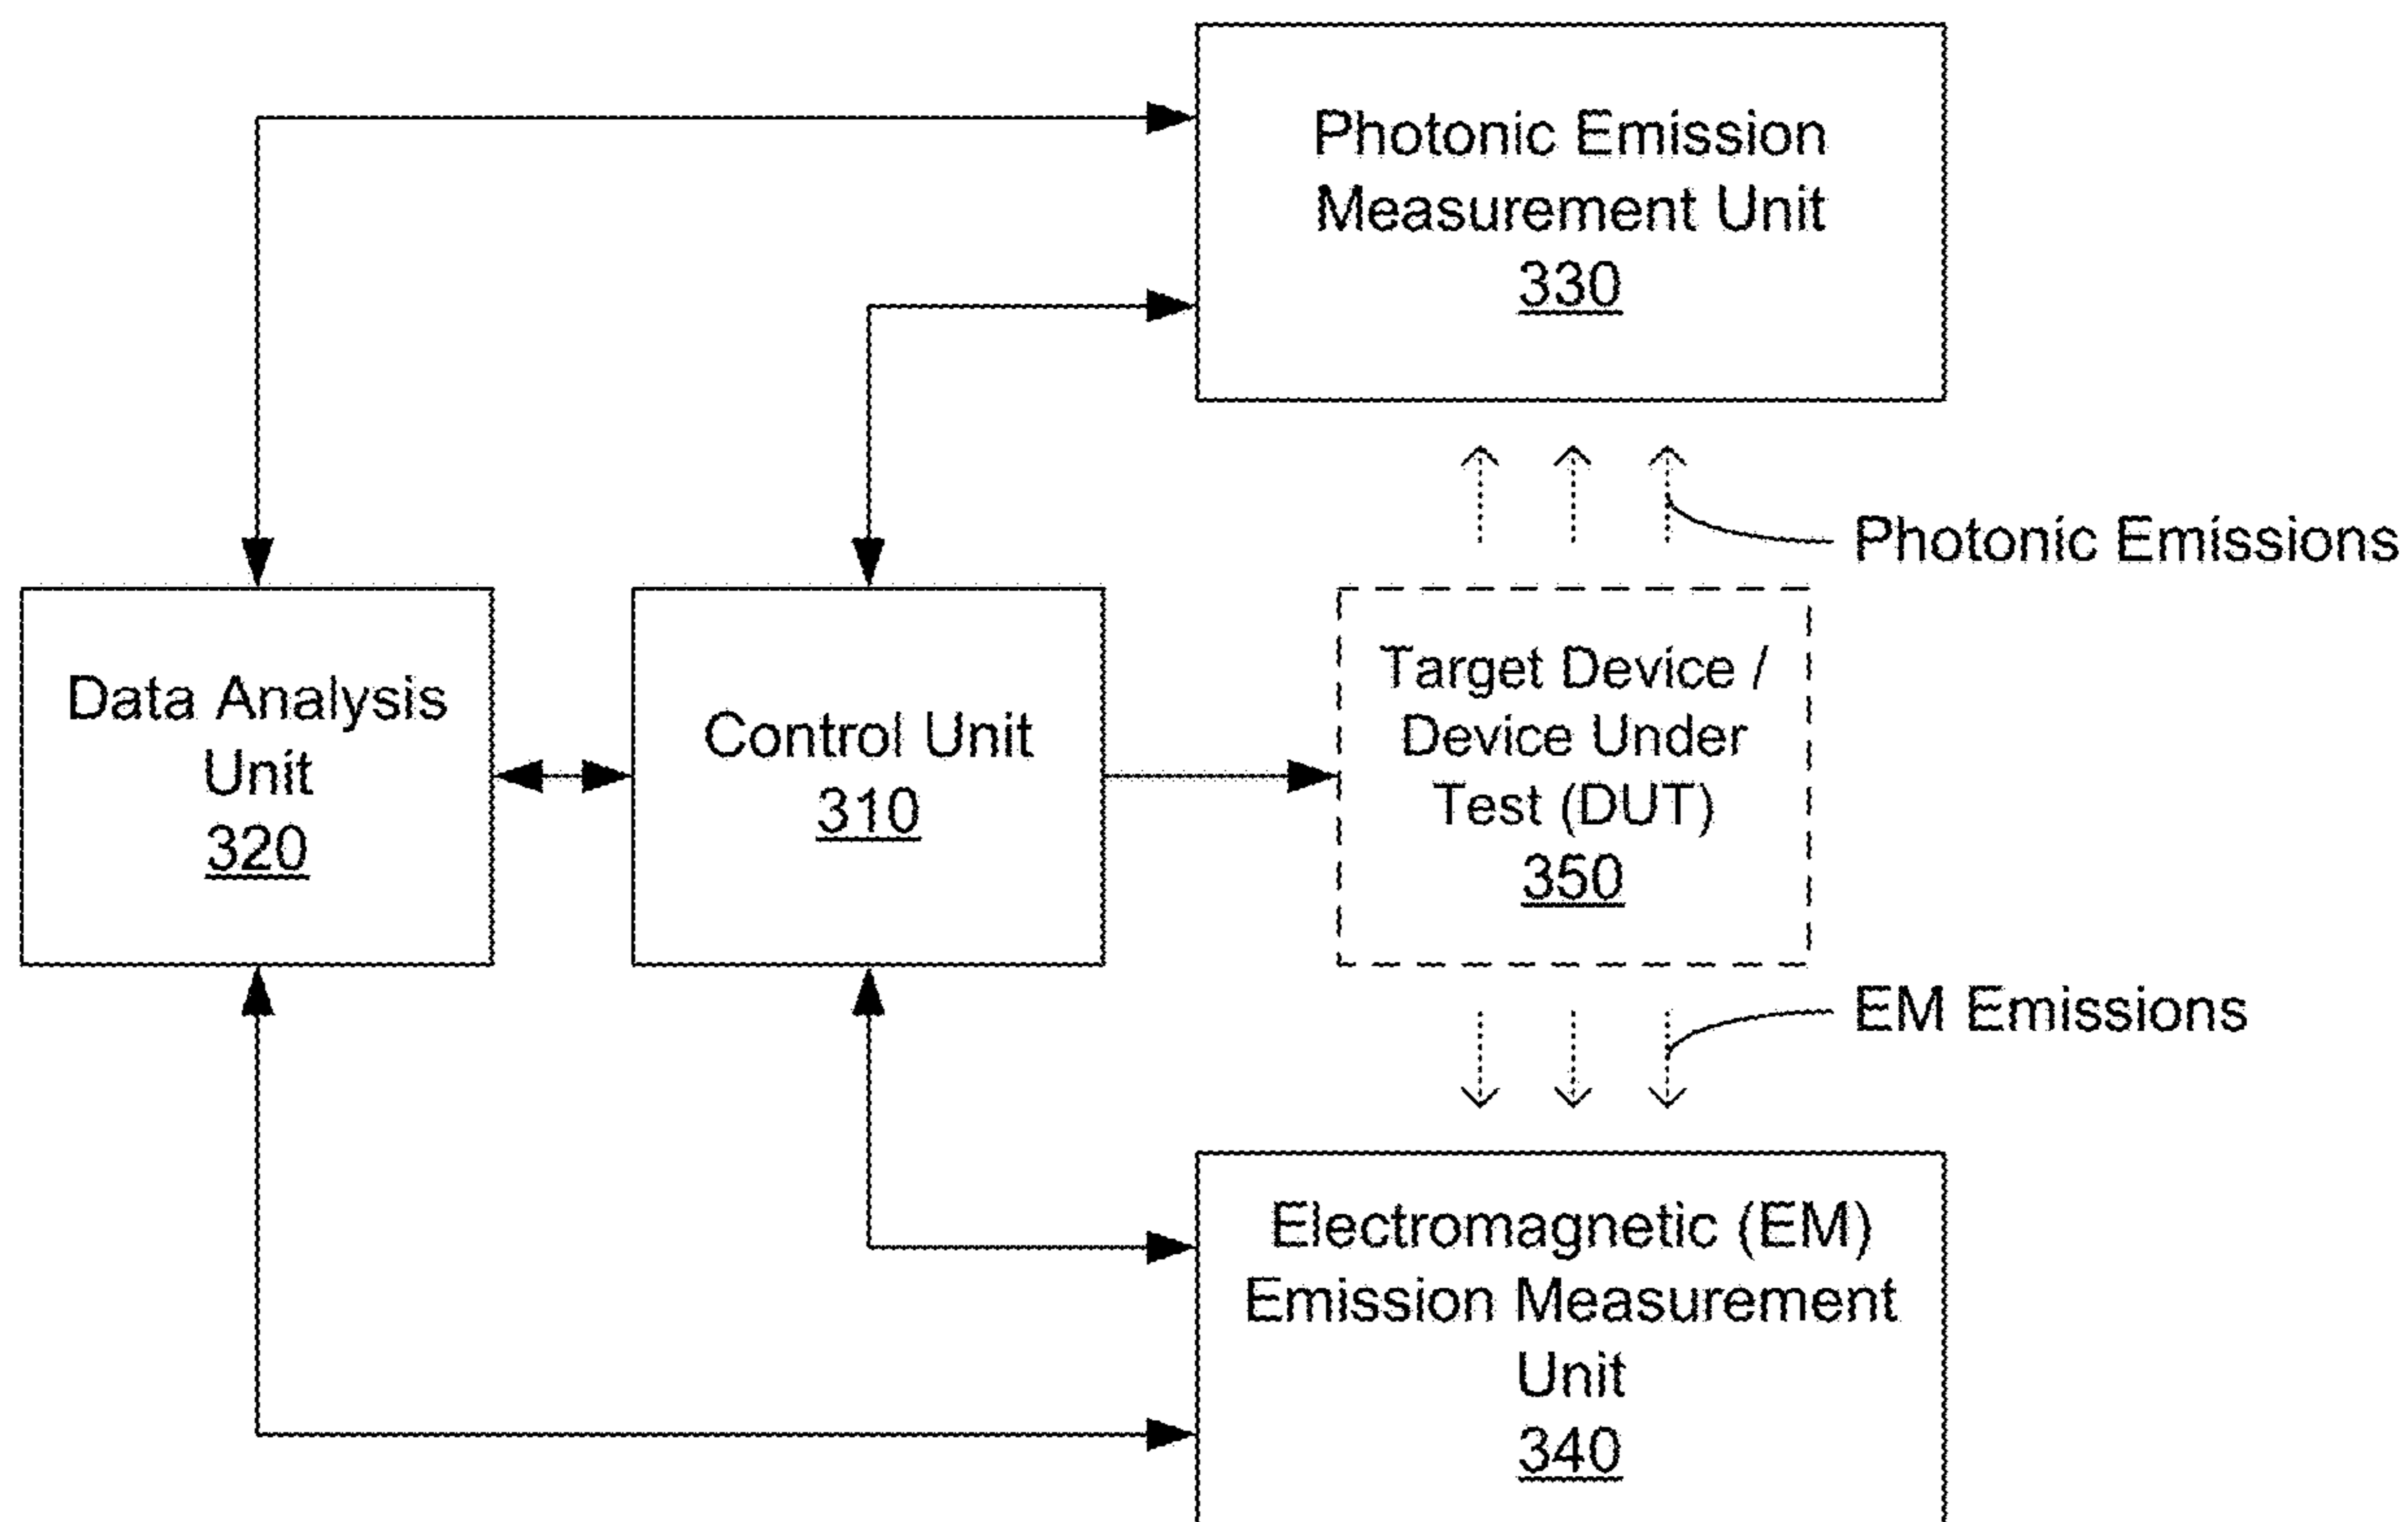 Photonic Emission
Measurement Unit
330
Photonic Emissions
Data Analysis
Unit
320
Control Unit
310
Target Device /
Device Under
Test (DUT)
350
EM Emissions
Electromagnetic (EM)
Emission Measurement
Unit
340